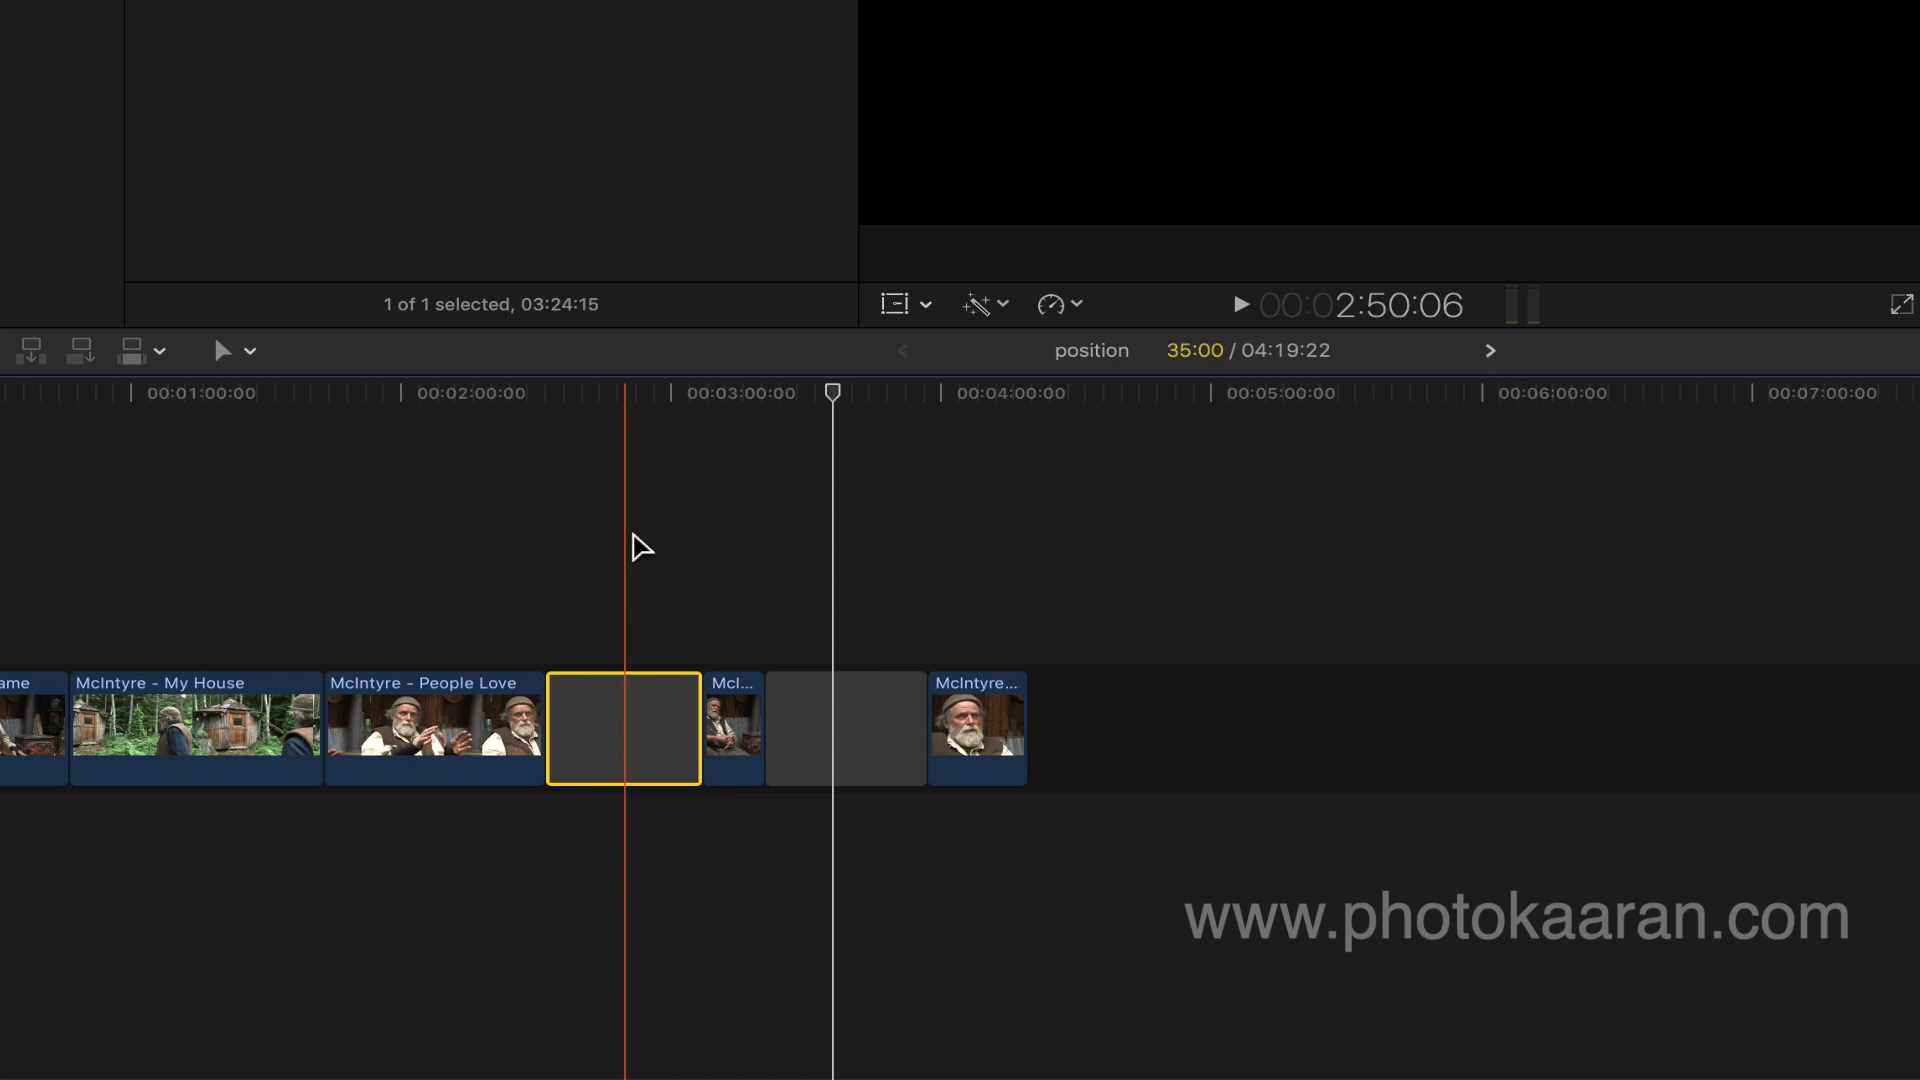 1 of 1 selected, 03:24:15
00:02:50:06
position 35:00 / 04:19:22
00:01:00:00 00:02:00:00 00:03:00:00 00:04:00:00 00:05:00:00 00:06:00:00 00:07:00:00
ame McIntyre - My House McIntyre - People Love McI... McIntyre...
www.photokaaran.com